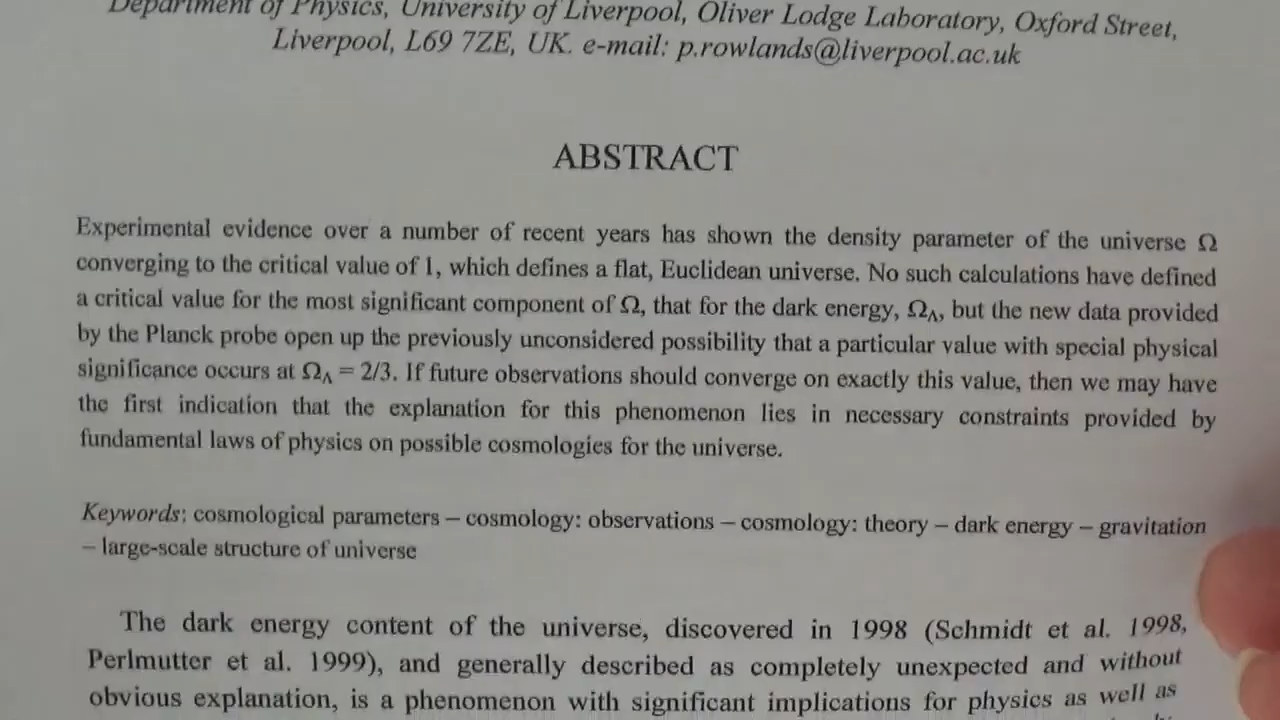 Department of Physics, University of Liverpool, Oliver Lodge Laboratory, Oxford Street,
Liverpool, L69 7ZE, UK. e-mail: p.rowlands@liverpool.ac.uk
ABSTRACT
Experimental evidence over a number of recent years has shown the density parameter of the universe Ω
converging to the critical value of 1, which defines a flat, Euclidean universe. No such calculations have defined
a critical value for the most significant component of Ω, that for the dark energy, Ω_Λ, but the new data provided
by the Planck probe open up the previously unconsidered possibility that a particular value with special physical
significance occurs at Ω_Λ = 2/3. If future observations should converge on exactly this value, then we may have
the first indication that the explanation for this phenomenon lies in necessary constraints provided by
fundamental laws of physics on possible cosmologies for the universe.
Keywords: cosmological parameters – cosmology: observations – cosmology: theory – dark energy – gravitation
– large-scale structure of universe
The dark energy content of the universe, discovered in 1998 (Schmidt et al. 1998,
Perlmutter et al. 1999), and generally described as completely unexpected and without
obvious explanation, is a phenomenon with significant implications for physics as well as